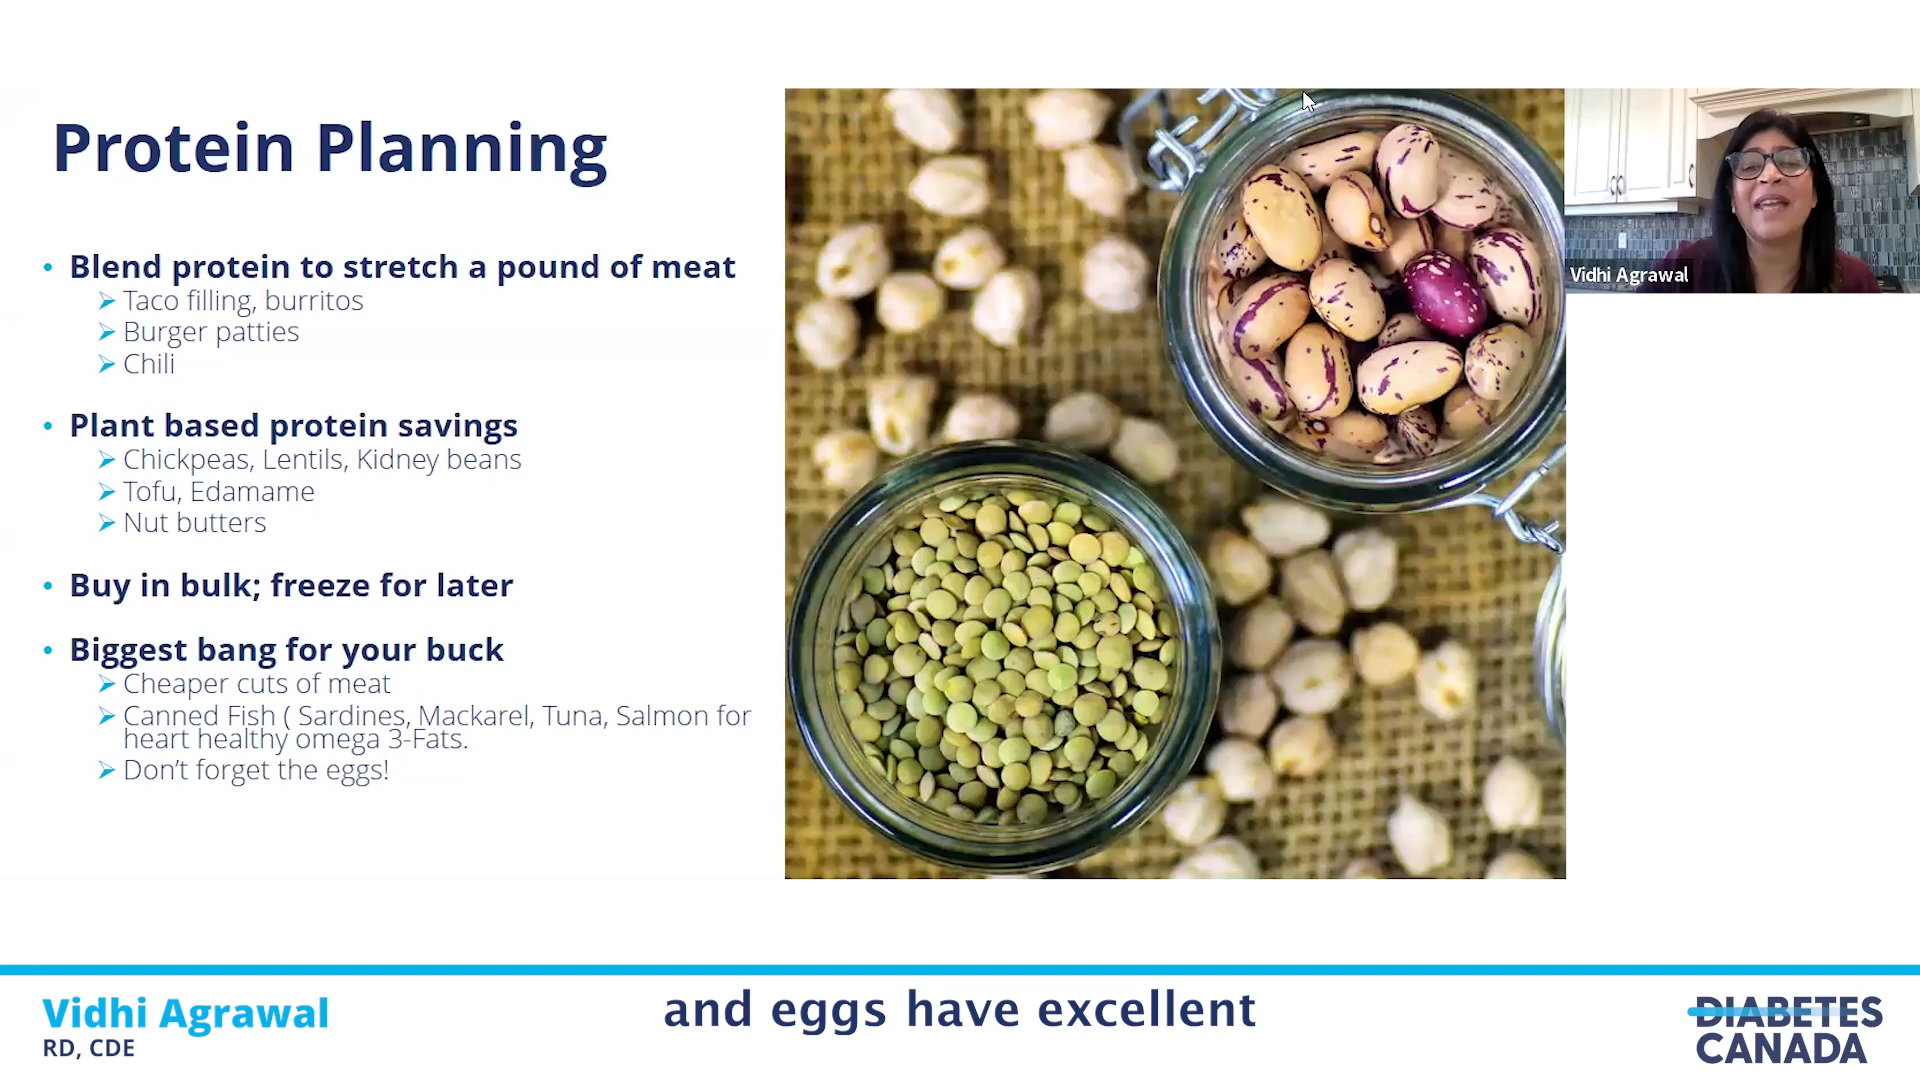 Protein Planning
• Blend protein to stretch a pound of meat
➢ Taco filling, burritos
➢ Burger patties
➢ Chili
• Plant based protein savings
➢ Chickpeas, Lentils, Kidney beans
➢ Tofu, Edamame
➢ Nut butters
• Buy in bulk; freeze for later
• Biggest bang for your buck
➢ Cheaper cuts of meat
➢ Canned Fish ( Sardines, Mackarel, Tuna, Salmon for
heart healthy omega 3-Fats.
➢ Don't forget the eggs!
Vidhi Agrawal
Vidhi Agrawal
RD, CDE
and eggs have excellent
DIABETES
CANADA